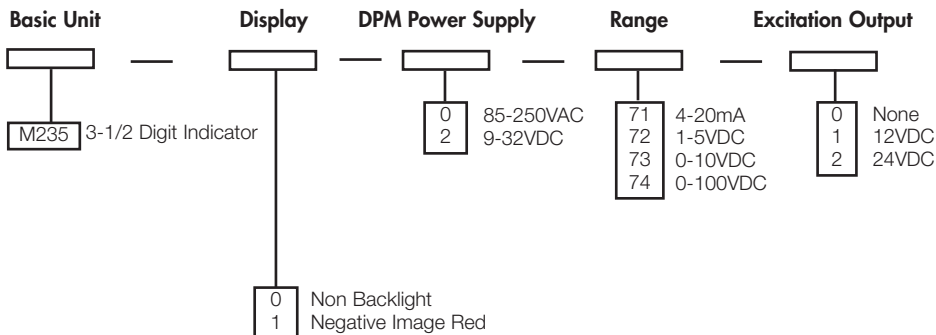 Basic Unit Display DPM Power Supply Range Excitation Output
M235 3-1/2 Digit Indicator
0 85-250VAC
2 9-32VDC
71 4-20mA
72 1-5VDC
73 0-10VDC
74 0-100VDC
0 None
1 12VDC
2 24VDC
0 Non Backlight
1 Negative Image Red